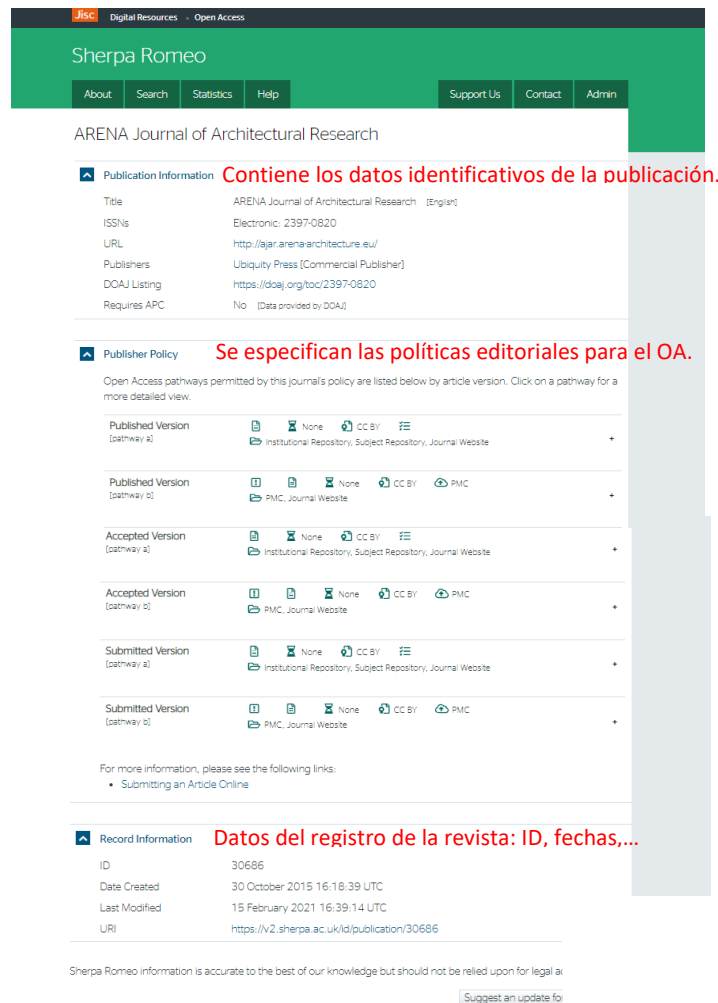 Jisc Digital Resources > Open Access
Sherpa Romeo
About Search Statistics Help Support Us Contact Admin
ARENA Journal of Architectural Research
Publication Information Contiene los datos identificativos de la publicación.
Title ARENA Journal of Architectural Research [English]
ISSNs Electronic: 2397-0820
URL http://ajar.arena-architecture.eu/
Publishers Ubiquity Press [Commercial Publisher]
DOAJ Listing https://doaj.org/toc/2397-0820
Requires APC No [Data provided by DOAJ]
Publisher Policy Se especifican las políticas editoriales para el OA.
Open Access pathways permitted by this journal's policy are listed below by article version. Click on a pathway for a
more detailed view.
Published Version None CC BY
[pathway a] Institutional Repository, Subject Repository, Journal Website +
Published Version None CC BY PMC
[pathway b] PMC, Journal Website +
Accepted Version None CC BY
[pathway a] Institutional Repository, Subject Repository, Journal Website +
Accepted Version None CC BY PMC
[pathway b] PMC, Journal Website +
Submitted Version None CC BY
[pathway a] Institutional Repository, Subject Repository, Journal Website +
Submitted Version None CC BY PMC
[pathway b] PMC, Journal Website +
For more information, please see the following links:
• Submitting an Article Online
Record Information Datos del registro de la revista: ID, fechas,...
ID 30686
Date Created 30 October 2015 16:18:39 UTC
Last Modified 15 February 2021 16:39:14 UTC
URI https://v2.sherpa.ac.uk/id/publication/30686
Sherpa Romeo information is accurate to the best of our knowledge but should not be relied upon for legal
Suggest an update